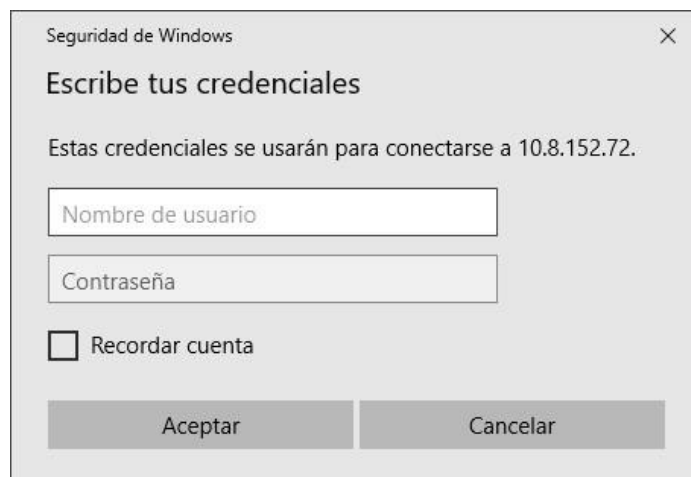 Seguridad de Windows
Escribe tus credenciales
Estas credenciales se usarán para conectarse a 10.8.152.72.
Nombre de usuario
Contraseña
Recordar cuenta
Aceptar
Cancelar